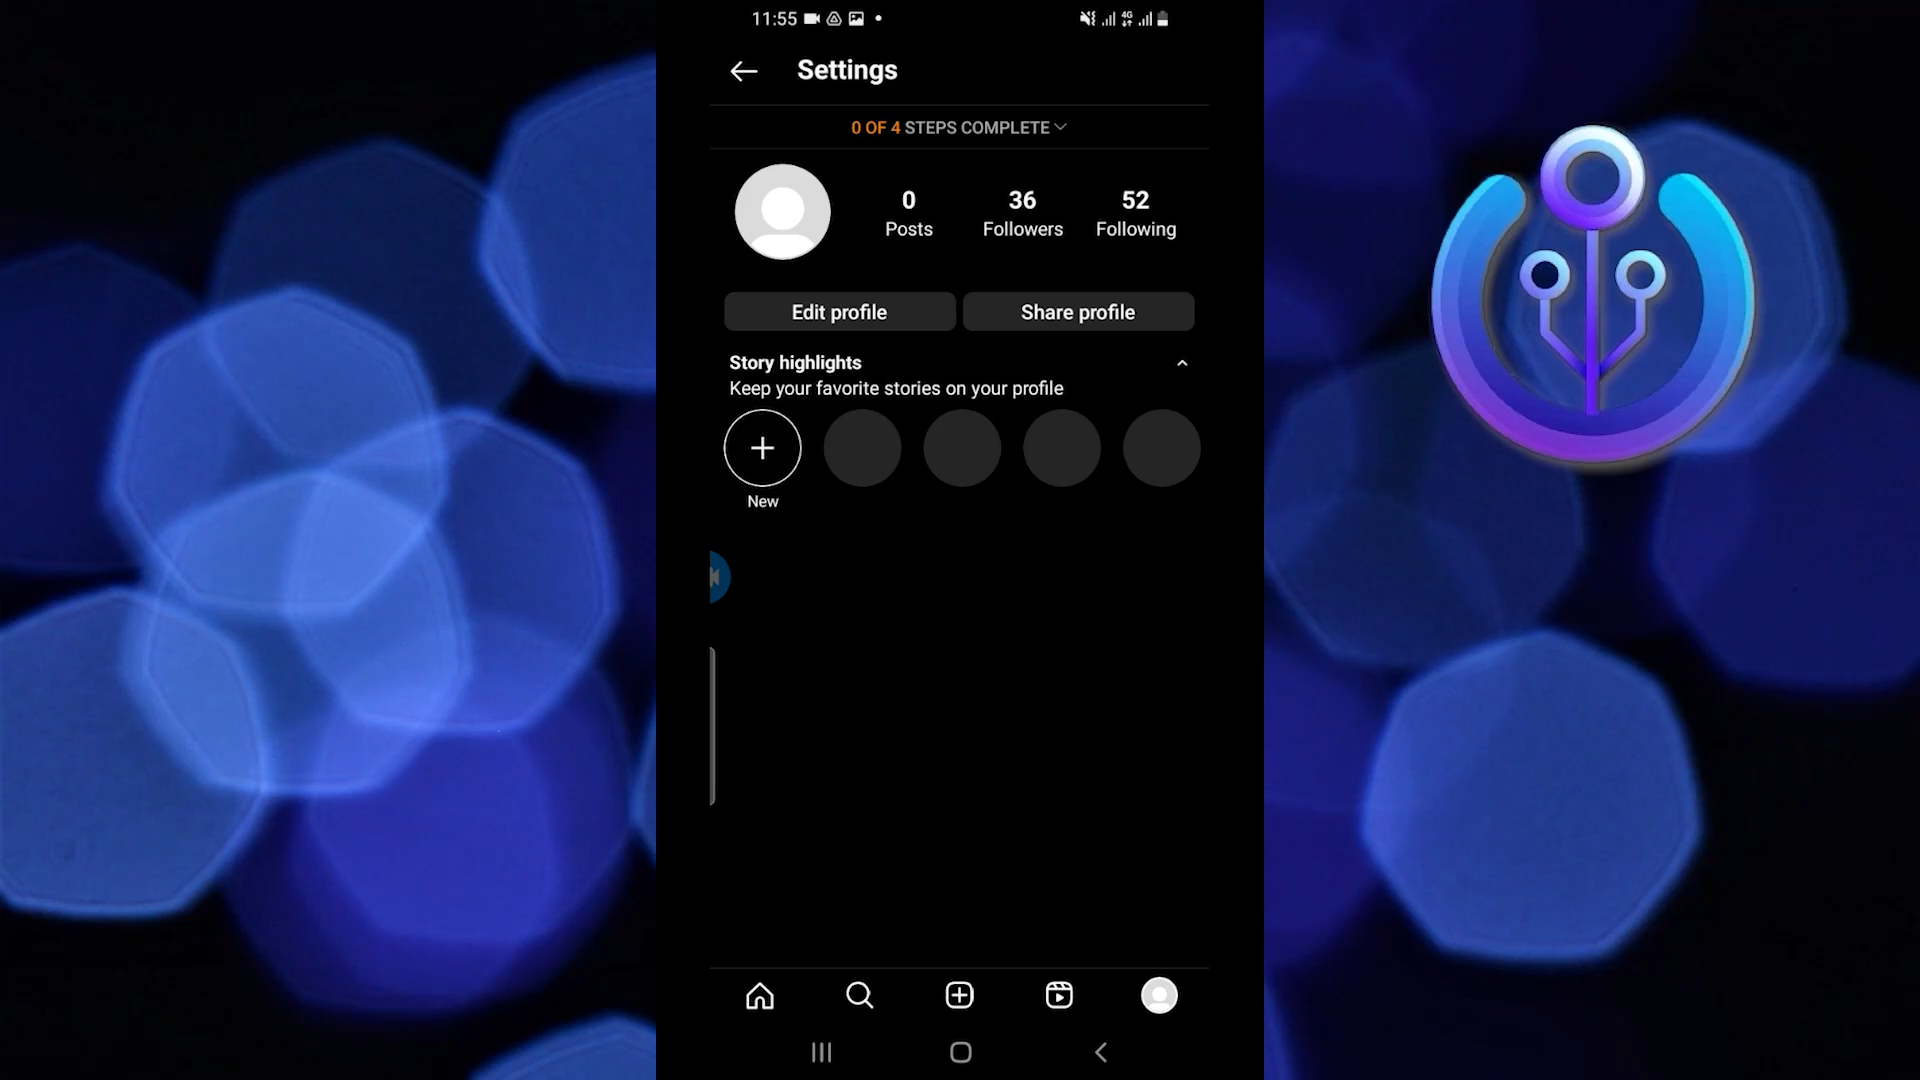 11:55
4G
Settings
0 OF 4 STEPS COMPLETE
0
Posts
36
Followers
52
Following
Edit profile
Share profile
Story highlights
Keep your favorite stories on your profile
New